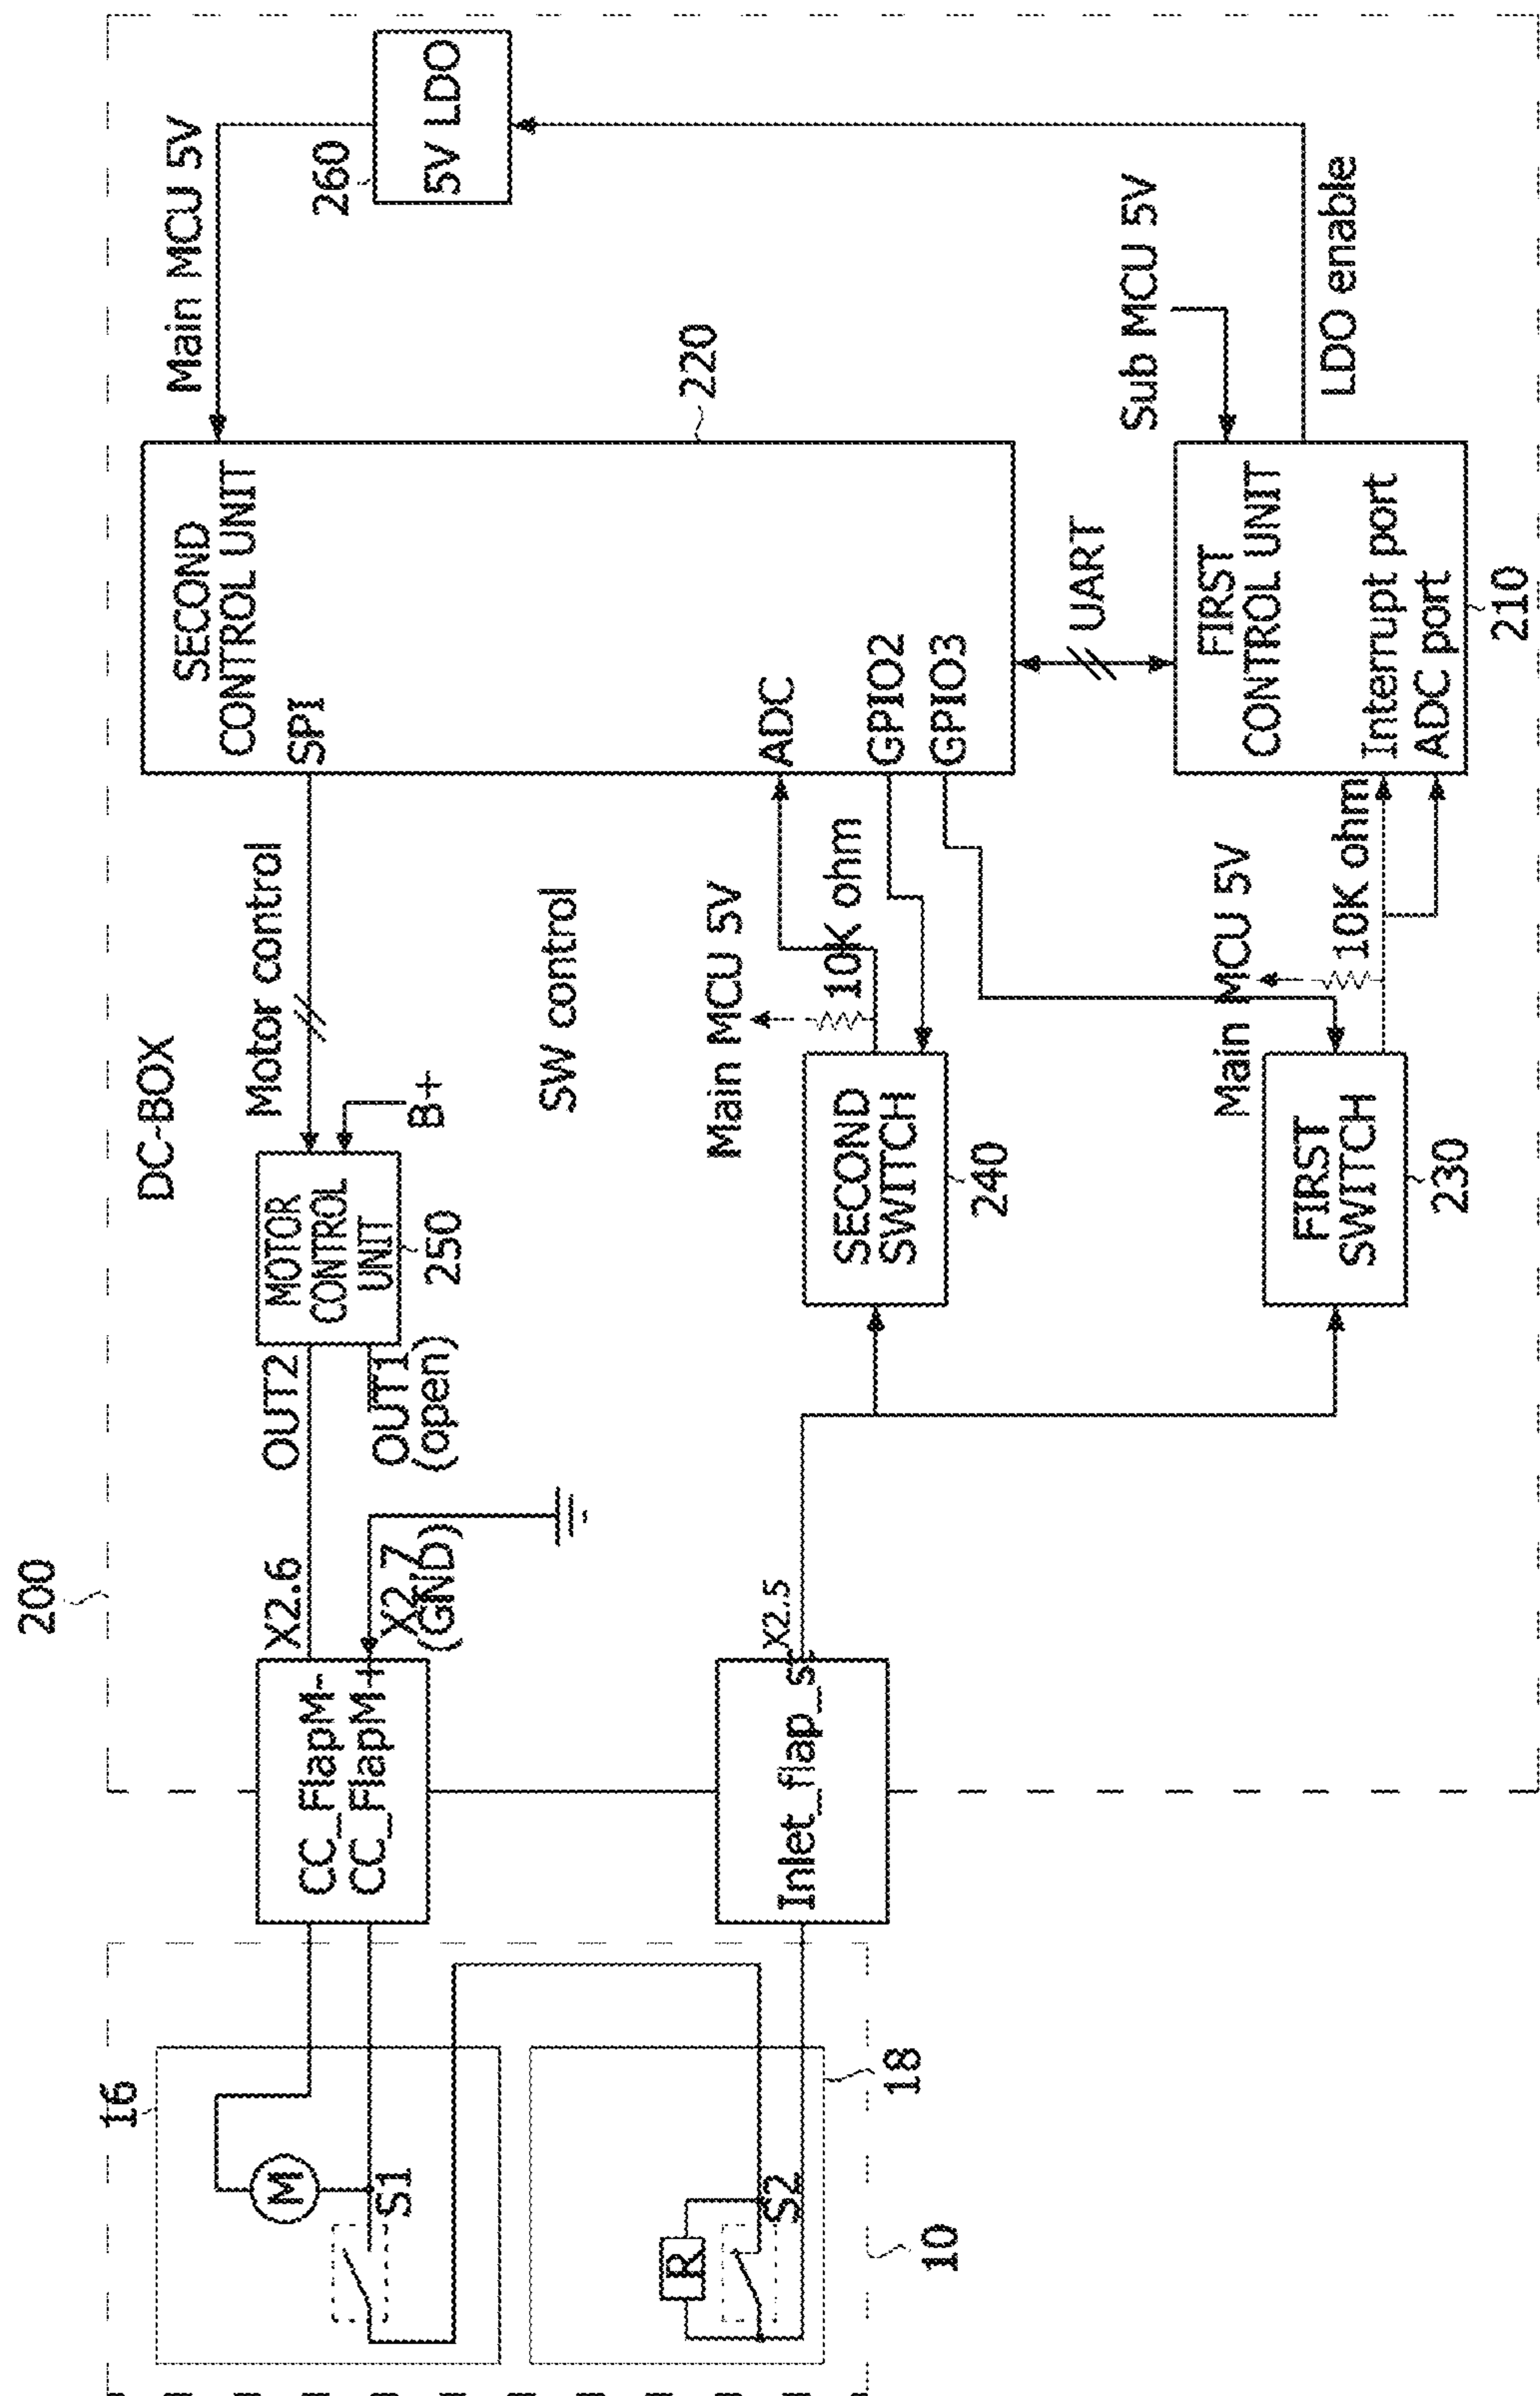 200
DC-BOX
16
M
S1
CC_FlapM-
CC_FlapM+
X2.6
X2.7
(GND)
OUT2
OUT1
(open)
MOTOR
CONTROL
UNIT
250
B+
Motor control
SPI
SECOND
CONTROL UNIT
Main MCU 5V
260
5V LDO
SW control
220
R
S2
18
10
Inlet_flap_s
X2.5
SECOND
SWITCH
240
Main MCU 5V
10K ohm
ADC
GPIO2
GPIO3
UART
Sub MCU 5V
FIRST
SWITCH
230
Main MCU 5V
10K ohm
FIRST
CONTROL UNIT
Interrupt port
ADC port
210
LDO enable